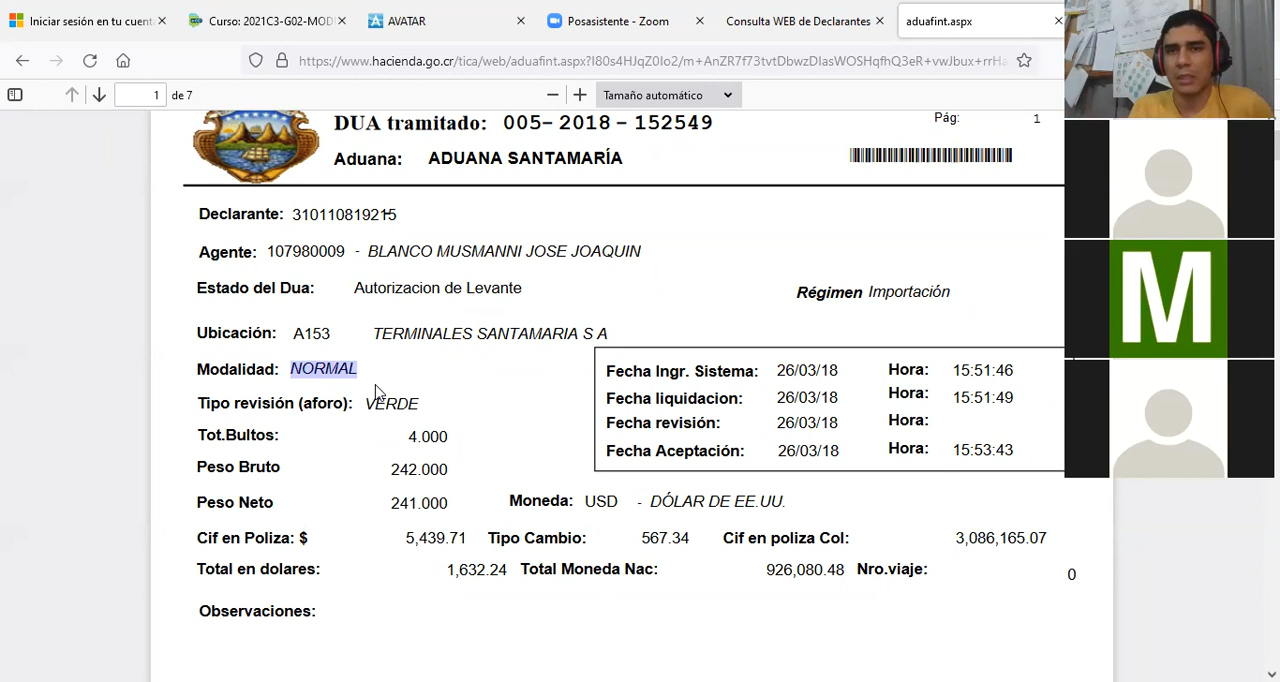 Iniciar sesión en tu cuent
Curso: 2021C3-G02-MOD
AVATAR
Posasistente - Zoom
Consulta WEB de Declarantes
aduafint.aspx
https://www.hacienda.go.cr/tica/web/aduafint.aspx?
1 de 7
Tamaño automático
DUA tramitado: 005- 2018 - 152549
Pág: 1
Aduana: ADUANA SANTAMARÍA
Declarante: 310110819215
Agente: 107980009 - BLANCO MUSMANNI JOSE JOAQUIN
Estado del Dua: Autorizacion de Levante
Régimen Importación
Ubicación: A153 TERMINALES SANTAMARIA S A
Modalidad: NORMAL
Fecha Ingr. Sistema: 26/03/18 Hora: 15:51:46
Tipo revisión (aforo): VERDE
Fecha liquidacion: 26/03/18 Hora: 15:51:49
Fecha revisión: 26/03/18 Hora:
Tot.Bultos: 4.000
Fecha Aceptación: 26/03/18 Hora: 15:53:43
Peso Bruto 242.000
Peso Neto 241.000
Moneda: USD - DÓLAR DE EE.UU.
Cif en Poliza: $ 5,439.71 Tipo Cambio: 567.34 Cif en poliza Col: 3,086,165.07
Total en dolares: 1,632.24 Total Moneda Nac: 926,080.48 Nro.viaje: 0
Observaciones:
M